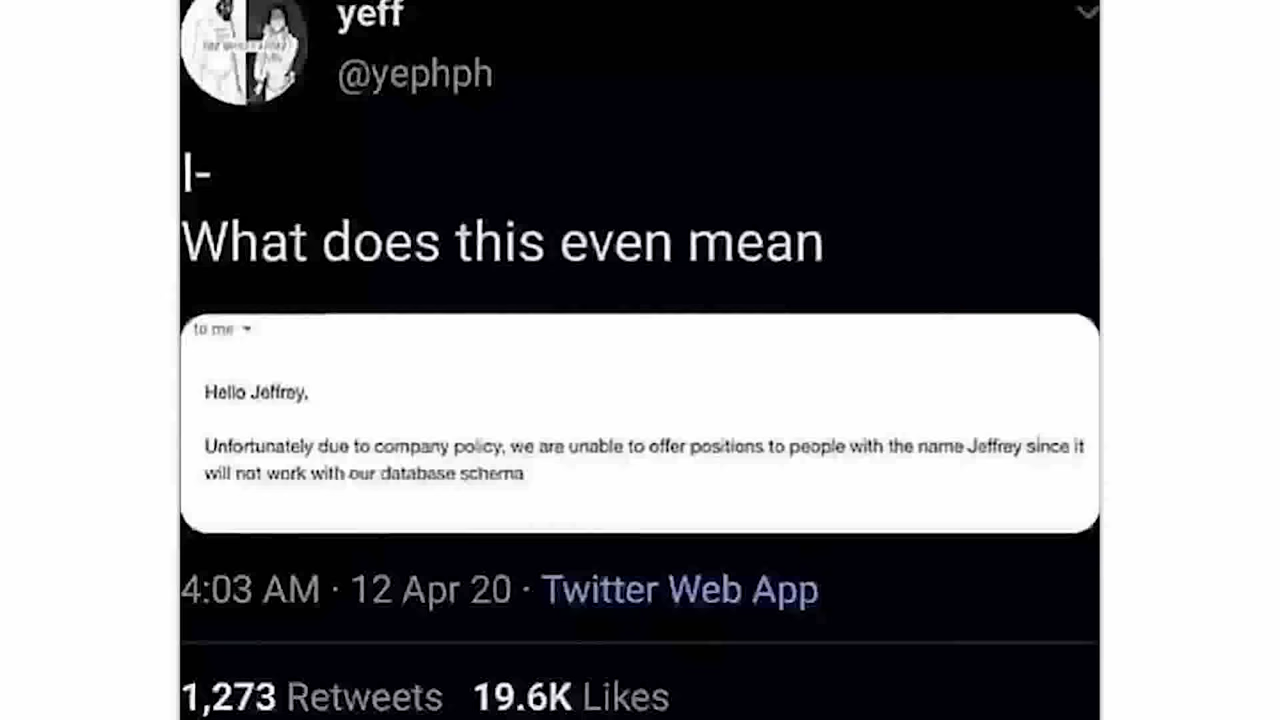 yeff
@yephph
I-
What does this even mean
to me
Hello Jeffrey,
Unfortunately due to company policy, we are unable to offer positions to people with the name Jeffrey since it
will not work with our database schema
4:03 AM · 12 Apr 20 · Twitter Web App
1,273 Retweets 19.6K Likes